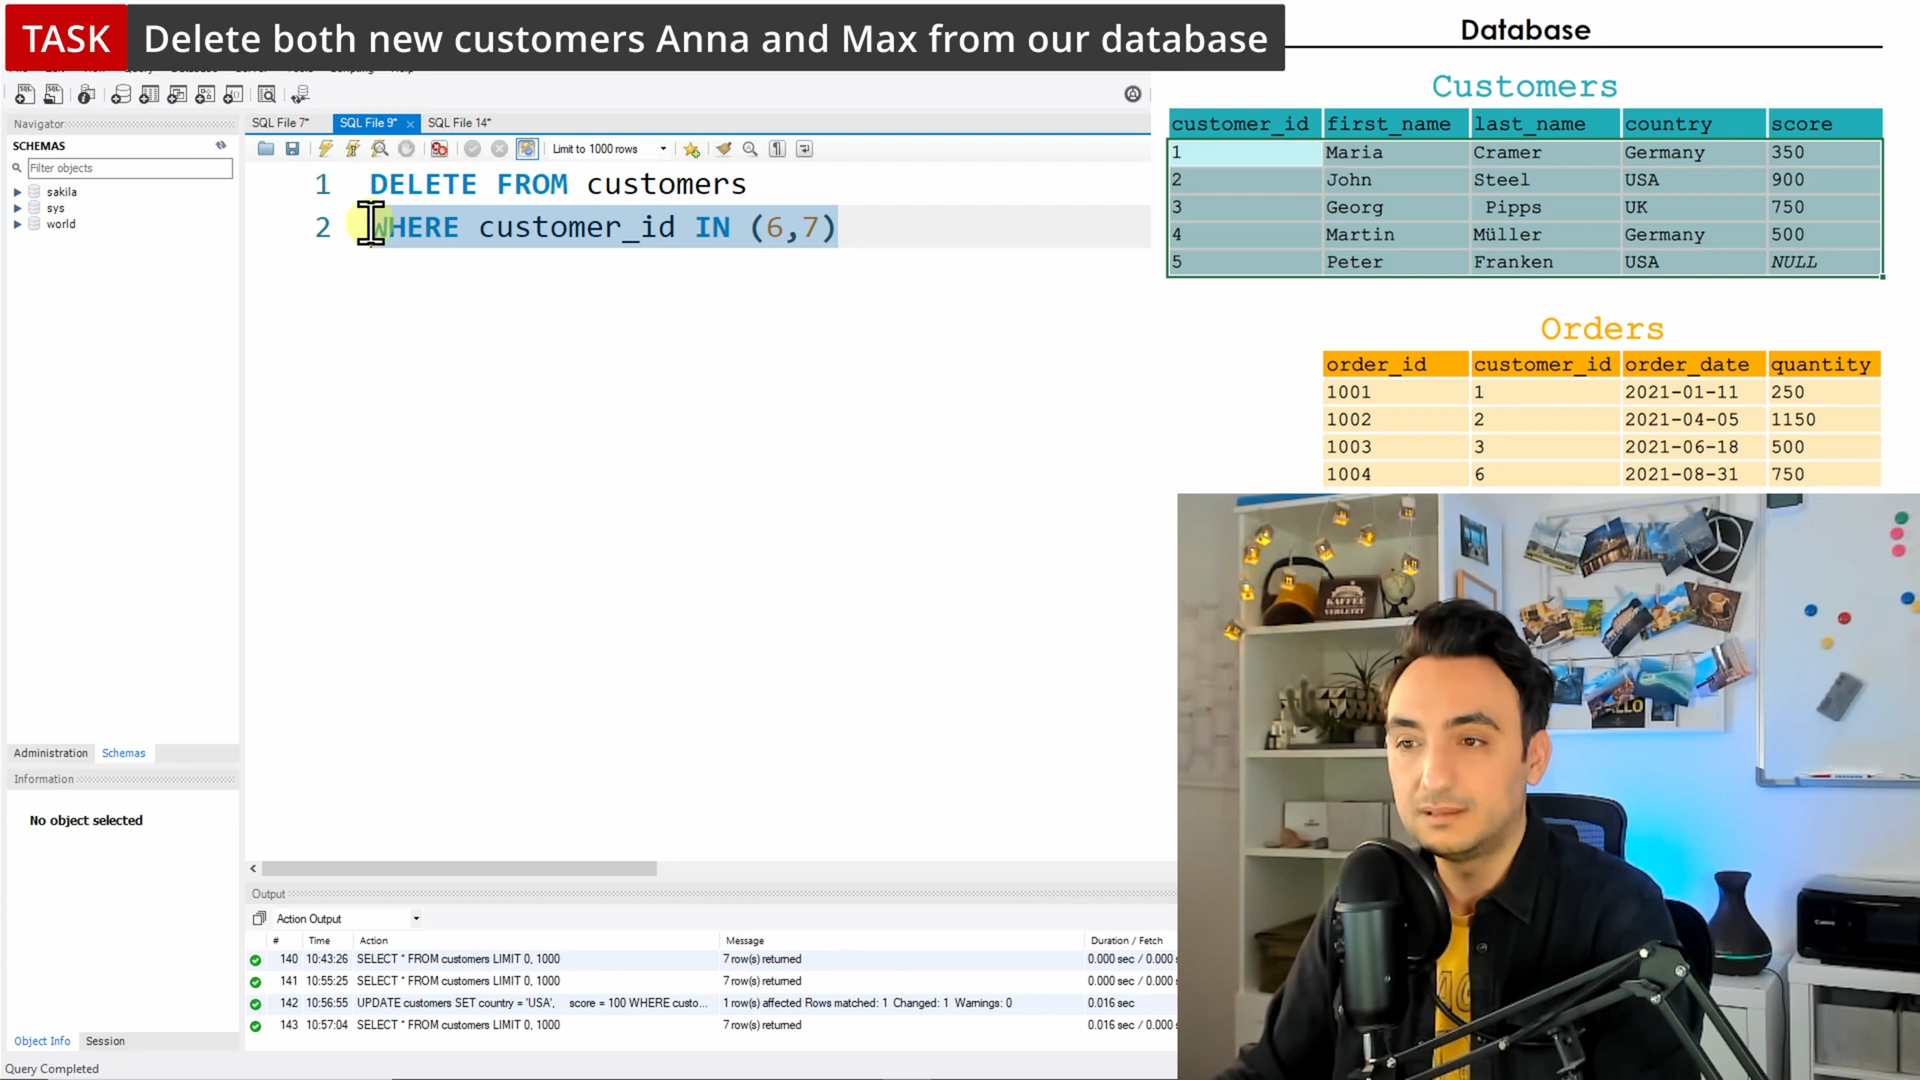 TASK Delete both new customers Anna and Max from our database
Database
Navigator
SCHEMAS
Filter objects
sakila
sys
world
SQL File 7*
SQL File 9*
SQL File 14*
Limit to 1000 rows
1 DELETE FROM customers
2 WHERE customer_id IN (6,7)
Customers
customer_id first_name last_name country score
1 Maria Cramer Germany 350
2 John Steel USA 900
3 Georg Pipps UK 750
4 Martin Müller Germany 500
5 Peter Franken USA NULL
Orders
order_id customer_id order_date quantity
1001 1 2021-01-11 250
1002 2 2021-04-05 1150
1003 3 2021-06-18 500
1004 6 2021-08-31 750
Administration Schemas
Information
No object selected
Object Info Session
Query Completed
Output
Action Output
# Time Action Message Duration / Fetch
140 10:43:26 SELECT * FROM customers LIMIT 0, 1000 7 row(s) returned 0.000 sec / 0.000
141 10:55:25 SELECT * FROM customers LIMIT 0, 1000 7 row(s) returned 0.000 sec / 0.000
142 10:56:55 UPDATE customers SET country = 'USA', score = 100 WHERE custo... 1 row(s) affected Rows matched: 1 Changed: 1 Warnings: 0 0.016 sec
143 10:57:04 SELECT * FROM customers LIMIT 0, 1000 7 row(s) returned 0.016 sec / 0.000
KAFFEE
Canon